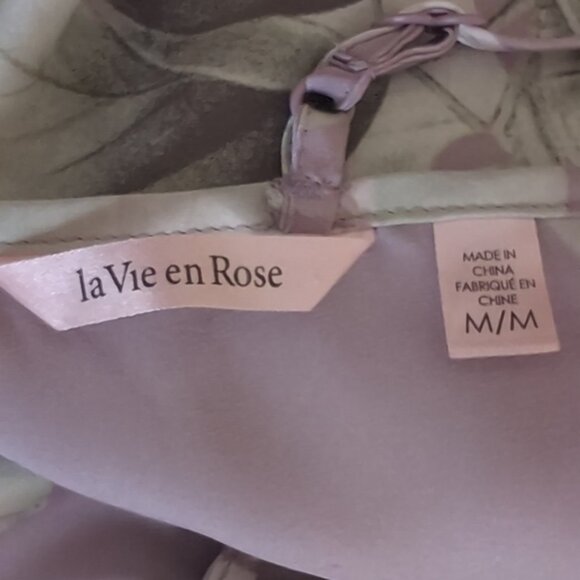 la Vie en Rose
MADE IN
CHINA
FABRIQUÉ EN
CHINE
M/M